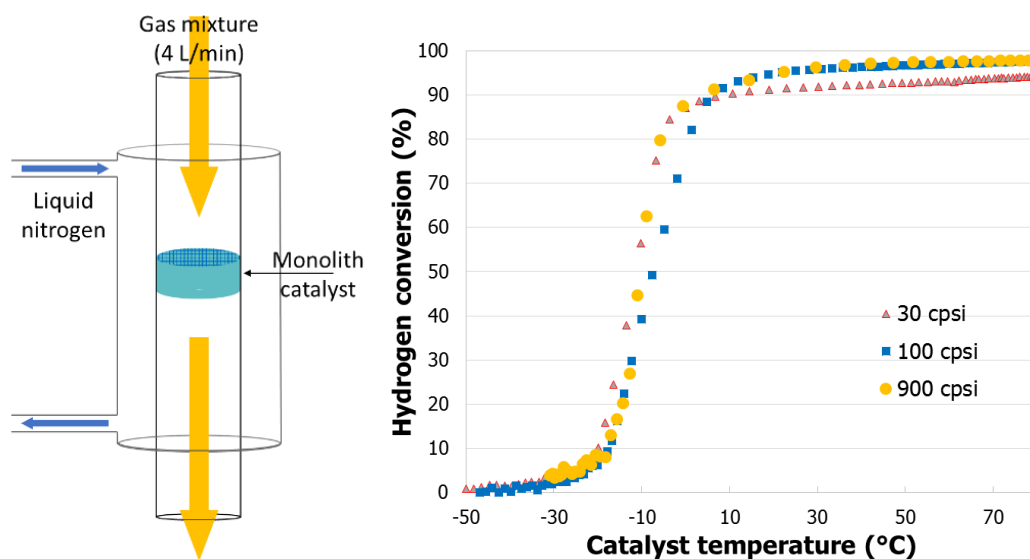 Gas mixture
(4 L/min)
Liquid
nitrogen
Monolith
catalyst
Hydrogen conversion (%)
100
90
80
70
60
50
40
30
20
10
0
30 cpsi
100 cpsi
900 cpsi
-50
-30
-10
10
30
50
70
Catalyst temperature (°C)